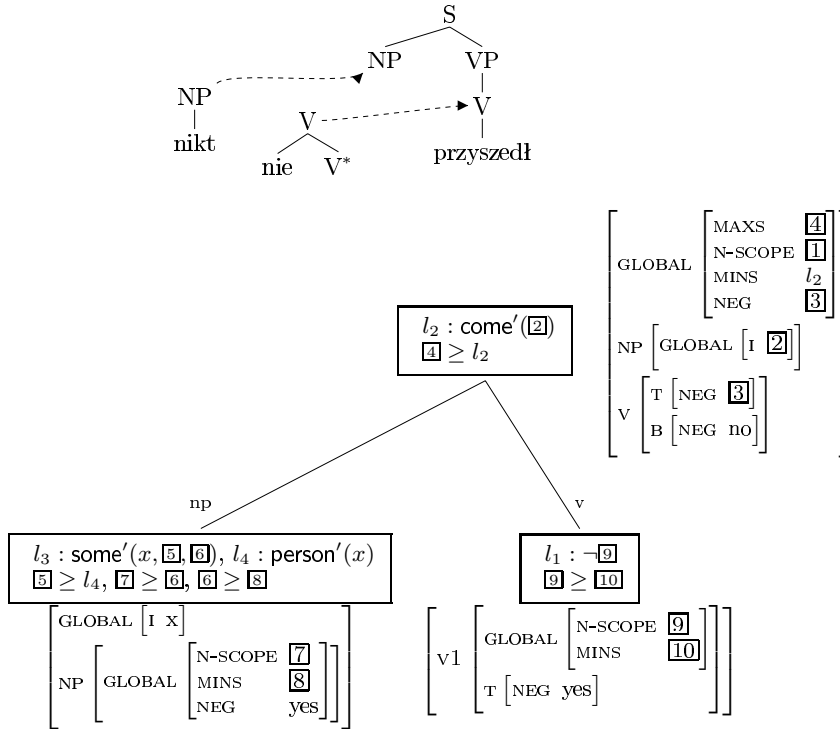 S
NP VP
NP V
V
nikt nie V* przyszedł
MAXS 4
GLOBAL N-SCOPE 1
MINS l2
NEG 3
l2 : come′(2)
4 ≥ l2
NP [GLOBAL [I 2]]
V [T [NEG 3]
B [NEG no]]
np v
l3 : some′(x, 5, 6), l4 : person′(x)
5 ≥ l4, 7 ≥ 6, 6 ≥ 8
l1 : ¬9
9 ≥ 10
GLOBAL [I X]
NP [GLOBAL [N-SCOPE 7
MINS 8
NEG yes]]
V1 [GLOBAL [N-SCOPE 9
MINS 10]
T [NEG yes]]